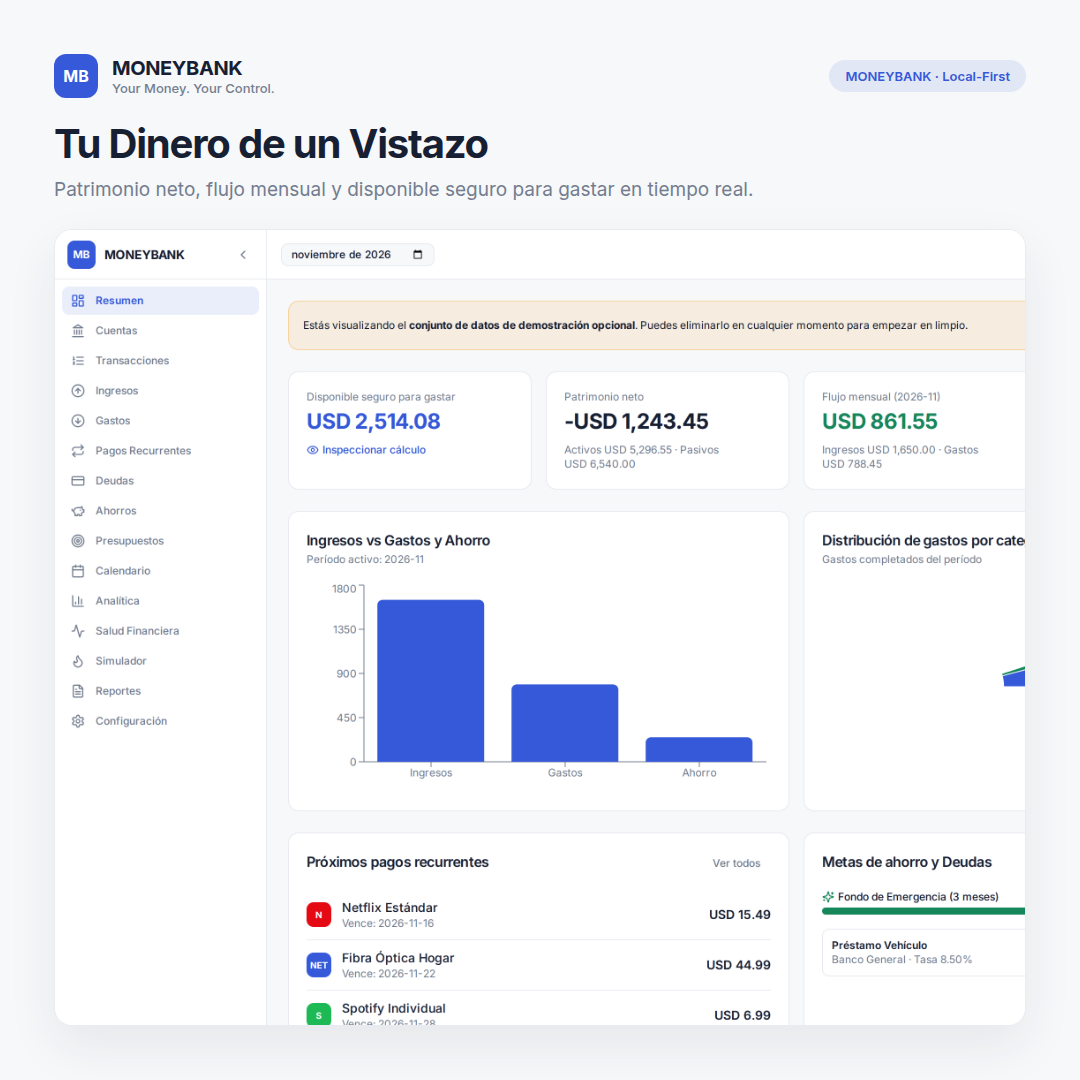 MB
MONEYBANK
Your Money. Your Control.
MONEYBANK · Local-First
Tu Dinero de un Vistazo
Patrimonio neto, flujo mensual y disponible seguro para gastar en tiempo real.
MB
MONEYBANK
noviembre de 2026
Resumen
Cuentas
Transacciones
Ingresos
Gastos
Pagos Recurrentes
Deudas
Ahorros
Presupuestos
Calendario
Analítica
Salud Financiera
Simulador
Reportes
Configuración
Estás visualizando el conjunto de datos de demostración opcional. Puedes eliminarlo en cualquier momento para empezar en limpio.
Disponible seguro para gastar
USD 2,514.08
Inspeccionar cálculo
Patrimonio neto
-USD 1,243.45
Activos USD 5,296.55 · Pasivos
USD 6,540.00
Flujo mensual (2026-11)
USD 861.55
Ingresos USD 1,650.00 · Gastos
USD 788.45
Ingresos vs Gastos y Ahorro
Período activo: 2026-11
1800
1350
900
450
0
Ingresos
Gastos
Ahorro
Distribución de gastos por cate
Gastos completados del período
Próximos pagos recurrentes
Ver todos
N
Netflix Estándar
Vence: 2026-11-16
USD 15.49
NET
Fibra Óptica Hogar
Vence: 2026-11-22
USD 44.99
S
Spotify Individual
Vence: 2026-11-28
USD 6.99
Metas de ahorro y Deudas
Fondo de Emergencia (3 meses)
Préstamo Vehículo
Banco General · Tasa 8.50%